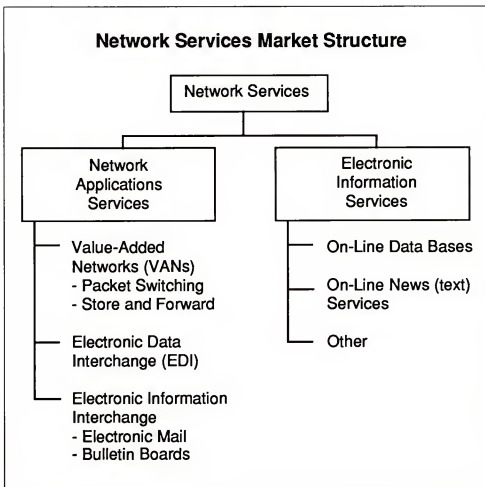 Network Services Market Structure
Network Services
Network
Applications
Services
Value-Added
Networks (VANs)
- Packet Switching
- Store and Forward
Electronic Data
Interchange (EDI)
Electronic Information
Interchange
- Electronic Mail
- Bulletin Boards
Electronic
Information
Services
On-Line Data Bases
On-Line News (text)
Services
Other